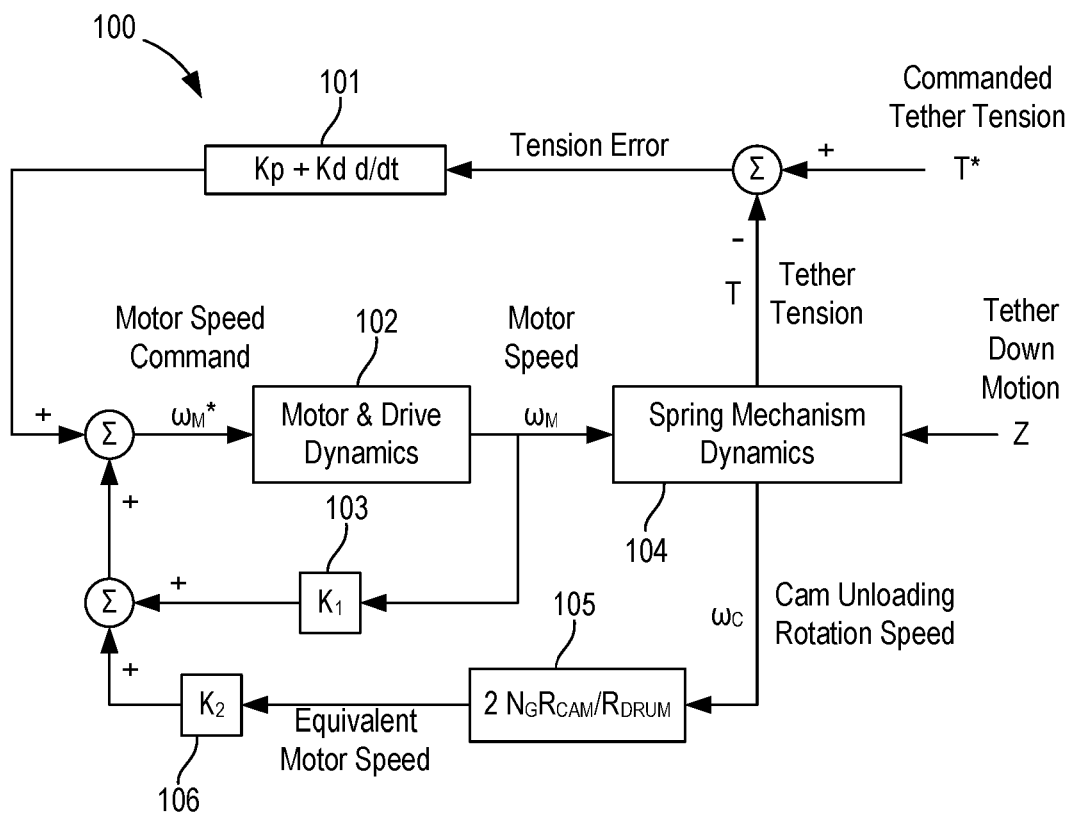 100
101
Commanded
Tether Tension
Kp + Kd d/dt
Tension Error
Σ
+
T*
-
T
Tether
Tension
Motor Speed
Command
102
Motor
Speed
Tether
Down
Motion
+
Σ
ωM*
Motor & Drive
Dynamics
ωM
Spring Mechanism
Dynamics
Z
+
103
104
Σ
+
K1
105
ωC
Cam Unloading
Rotation Speed
+
K2
Equivalent
Motor Speed
2 NGRCAM/RDRUM
106